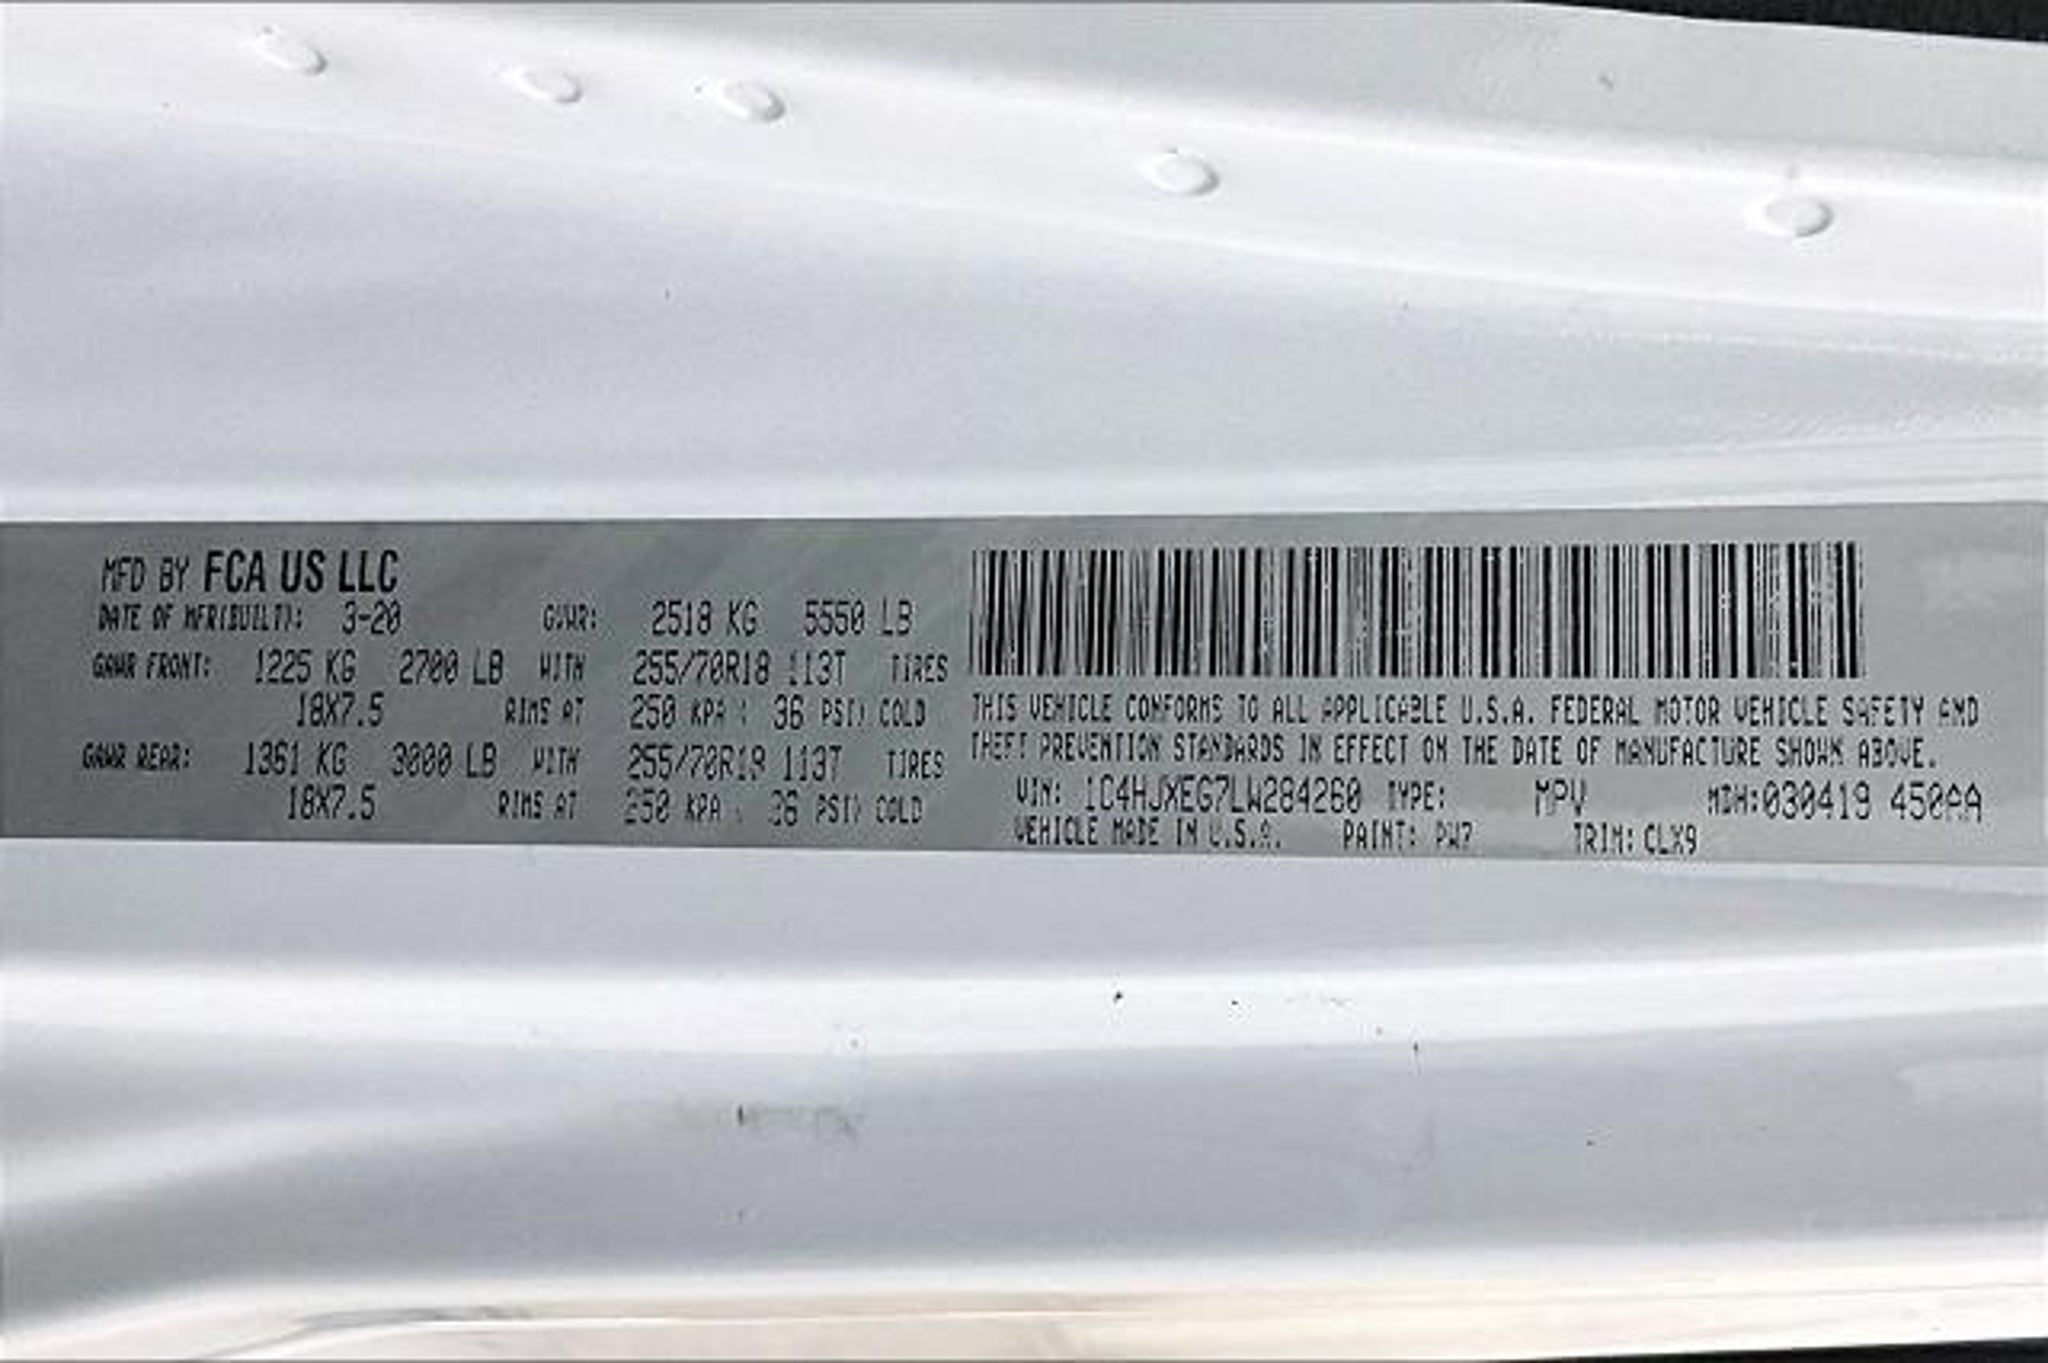 MFD BY FCA US LLC
DATE OF MFR(BUILT): 3-20 GVWR: 2518 KG 5550 LB
GAWR FRONT: 1225 KG 2700 LB WITH 255/70R18 113T TIRES
18X7.5 RIMS AT 250 KPA ( 36 PSI) COLD
GAWR REAR: 1361 KG 3000 LB WITH 255/70R18 113T TIRES
18X7.5 RIMS AT 250 KPA ( 36 PSI) COLD
THIS VEHICLE CONFORMS TO ALL APPLICABLE U.S.A. FEDERAL MOTOR VEHICLE SAFETY AND
THEFT PREVENTION STANDARDS IN EFFECT ON THE DATE OF MANUFACTURE SHOWN ABOVE.
VIN: 1C4HJXEG7LW284260 TYPE: MPV MDH:030419 450AA
VEHICLE MADE IN U.S.A. PAINT: PW7 TRIM: CLX9